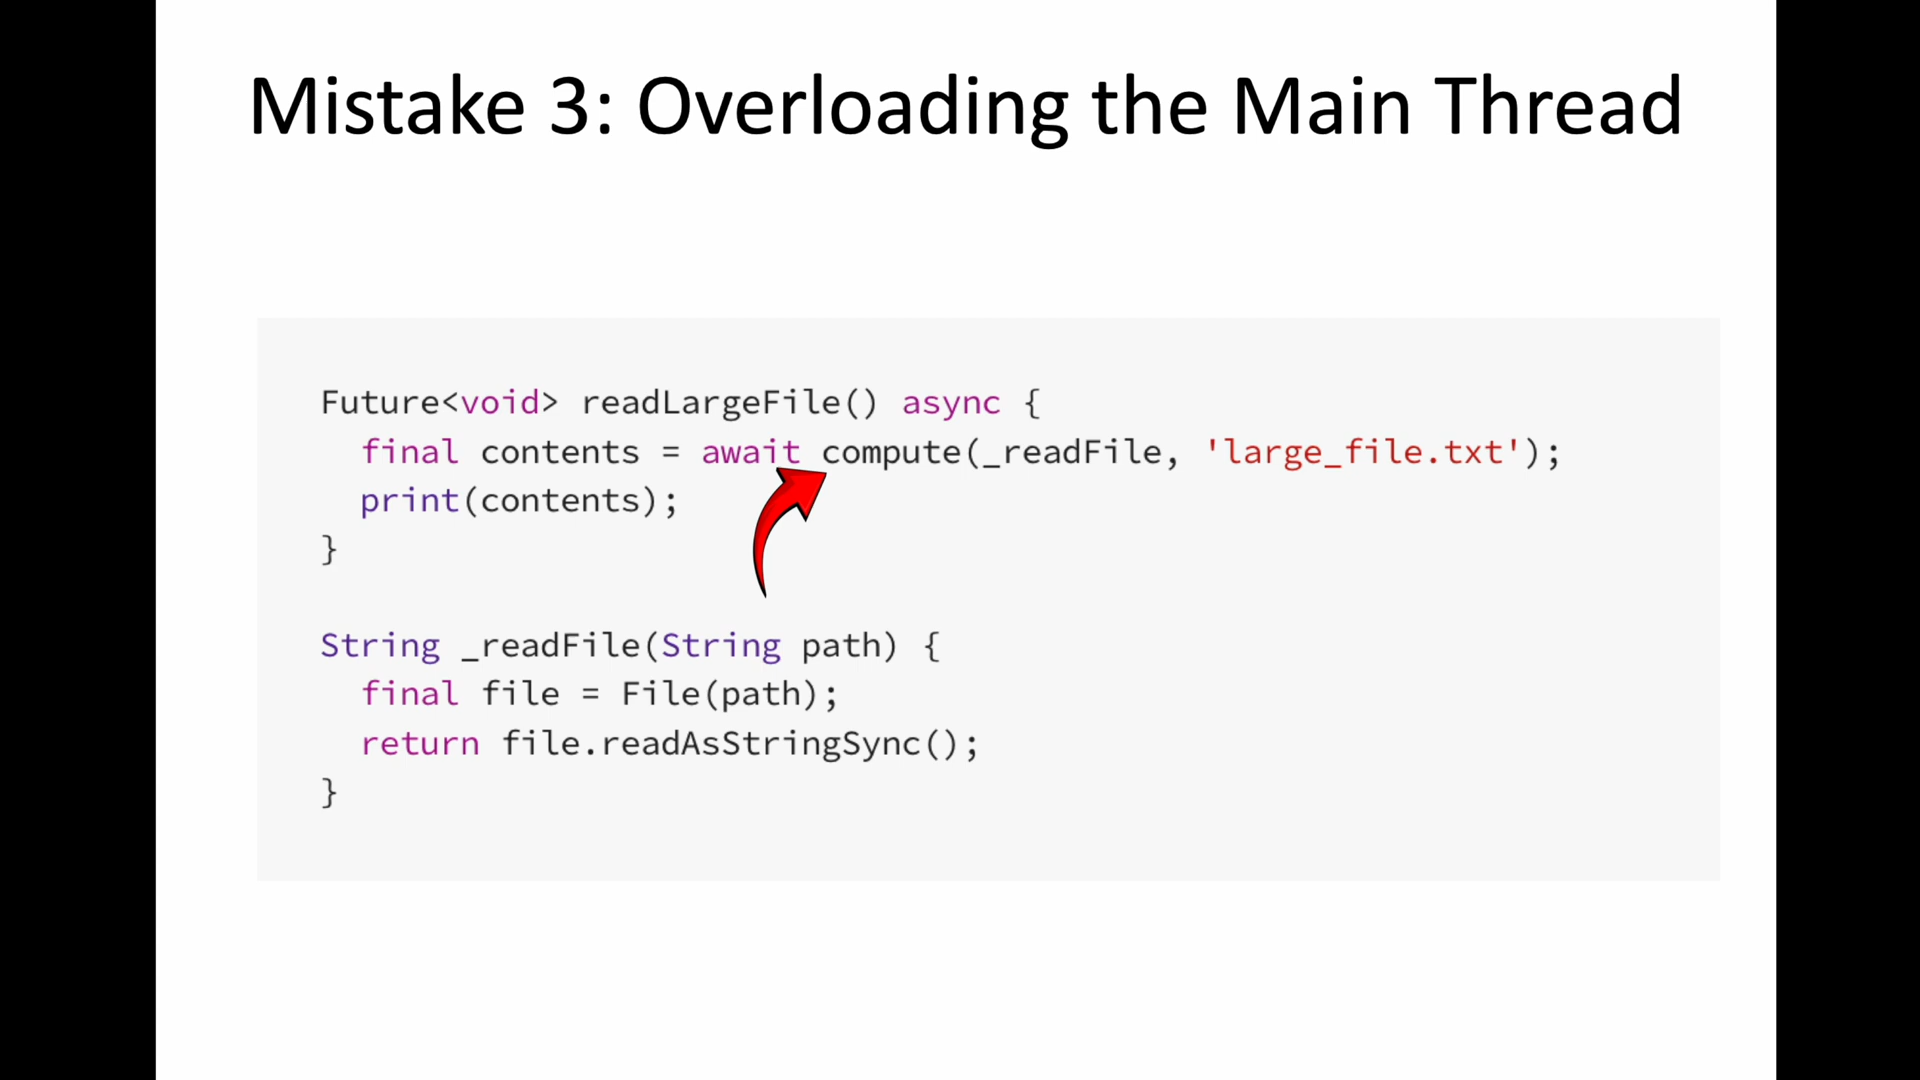 Mistake 3: Overloading the Main Thread
Future<void> readLargeFile() async {
  final contents = await compute(_readFile, 'large_file.txt');
  print(contents);
}
String _readFile(String path) {
  final file = File(path);
  return file.readAsStringSync();
}